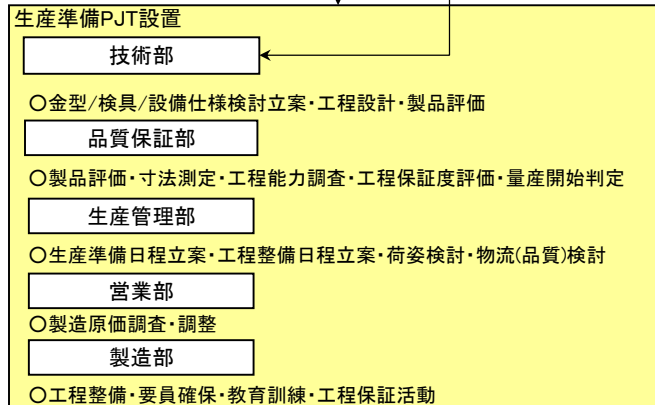 生産準備PJT設置
技術部
○金型/検具/設備仕様検討立案・工程設計・製品評価
品質保証部
○製品評価・寸法測定・工程能力調査・工程保証度評価・量産開始判定
生産管理部
○生産準備日程立案・工程整備日程立案・荷姿検討・物流(品質)検討
営業部
○製造原価調査・調整
製造部
○工程整備・要員確保・教育訓練・工程保証活動